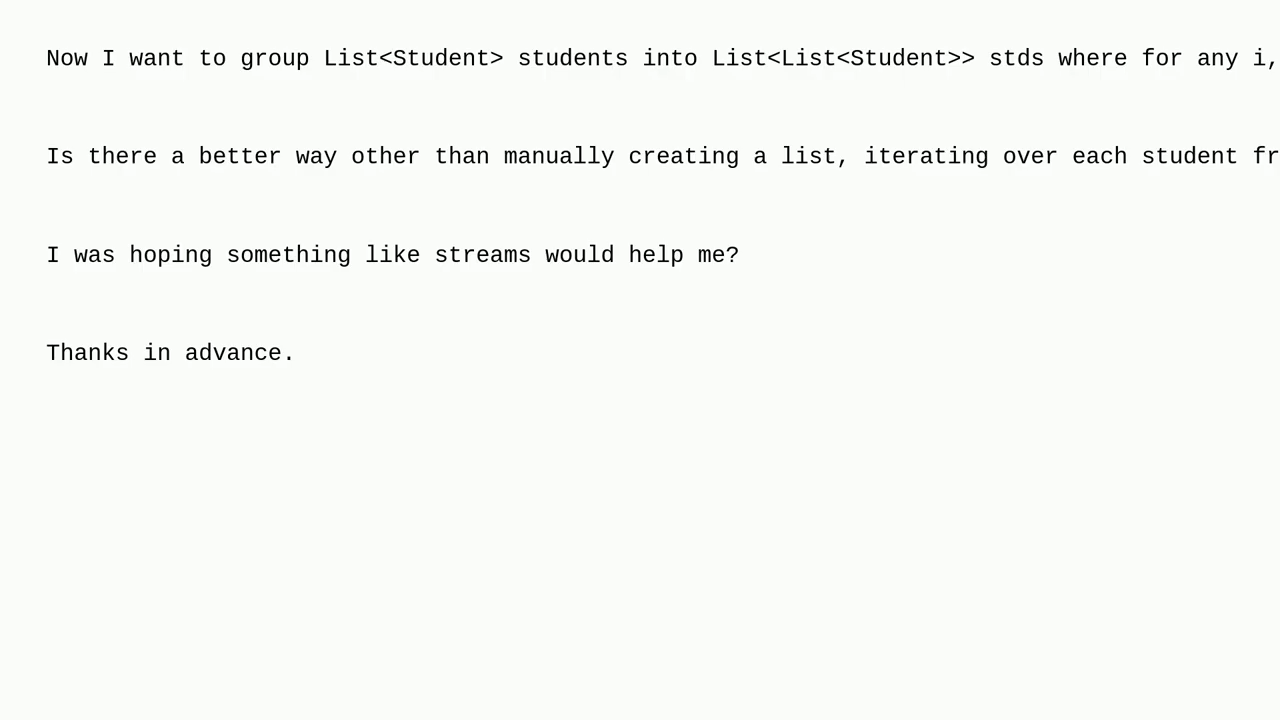 Now I want to group List<Student> students into List<List<Student>> stds where for any i,
Is there a better way other than manually creating a list, iterating over each student
I was hoping something like streams would help me?
Thanks in advance.